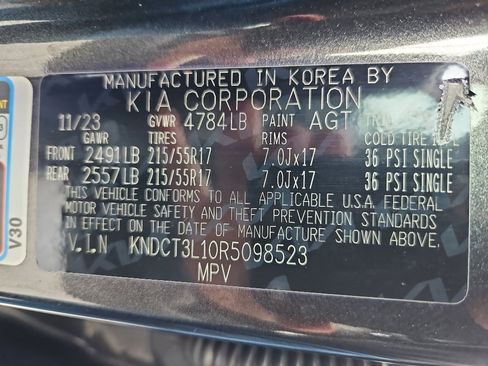 MANUFACTURED IN KOREA BY
KIA CORPORATION
11/23 GVWR 4784LB PAINT AGT
GAWR TIRES RIMS COLD TIRE
FRONT 2491LB 215/55R17 7.0Jx17 36 PSI SINGLE
REAR 2557LB 215/55R17 7.0Jx17 36 PSI SINGLE
THIS VEHICLE CONFORMS TO ALL APPLICABLE U.S.A. FEDERAL
MOTOR VEHICLE SAFETY AND THEFT PREVENTION STANDARDS
IN EFFECT ON THE DATE OF MANUFACTURE SHOWN ABOVE.
V.I.N KNDCT3L10R5098523
MPV
V30